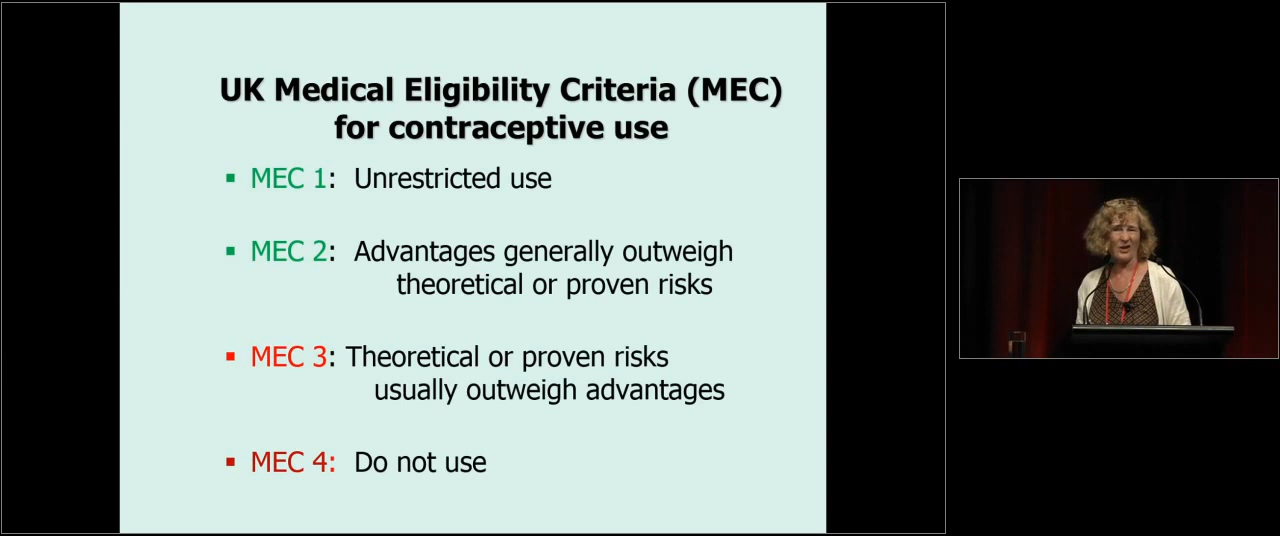 UK Medical Eligibility Criteria (MEC)
for contraceptive use
▪ MEC 1: Unrestricted use
▪ MEC 2: Advantages generally outweigh
theoretical or proven risks
▪ MEC 3: Theoretical or proven risks
usually outweigh advantages
▪ MEC 4: Do not use